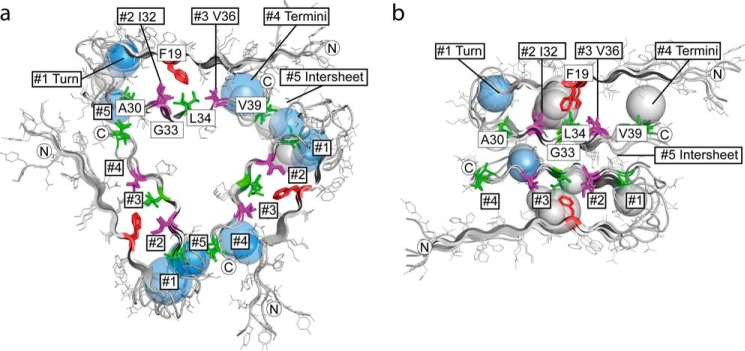 a
#2 I32
#3 V36
#4 Termini
F19
N
#1 Turn
C
#5 Intersheet
#5
A30
G33
L34
V39
C
#1
N
#4
#2
#3
#3
#2
#5
#4
C
#1
N
b
#1 Turn
#2 I32
#3 V36
#4 Termini
F19
N
A30
L34
V39
C
G33
#5 Intersheet
C
#4
#3
#2
#1
N